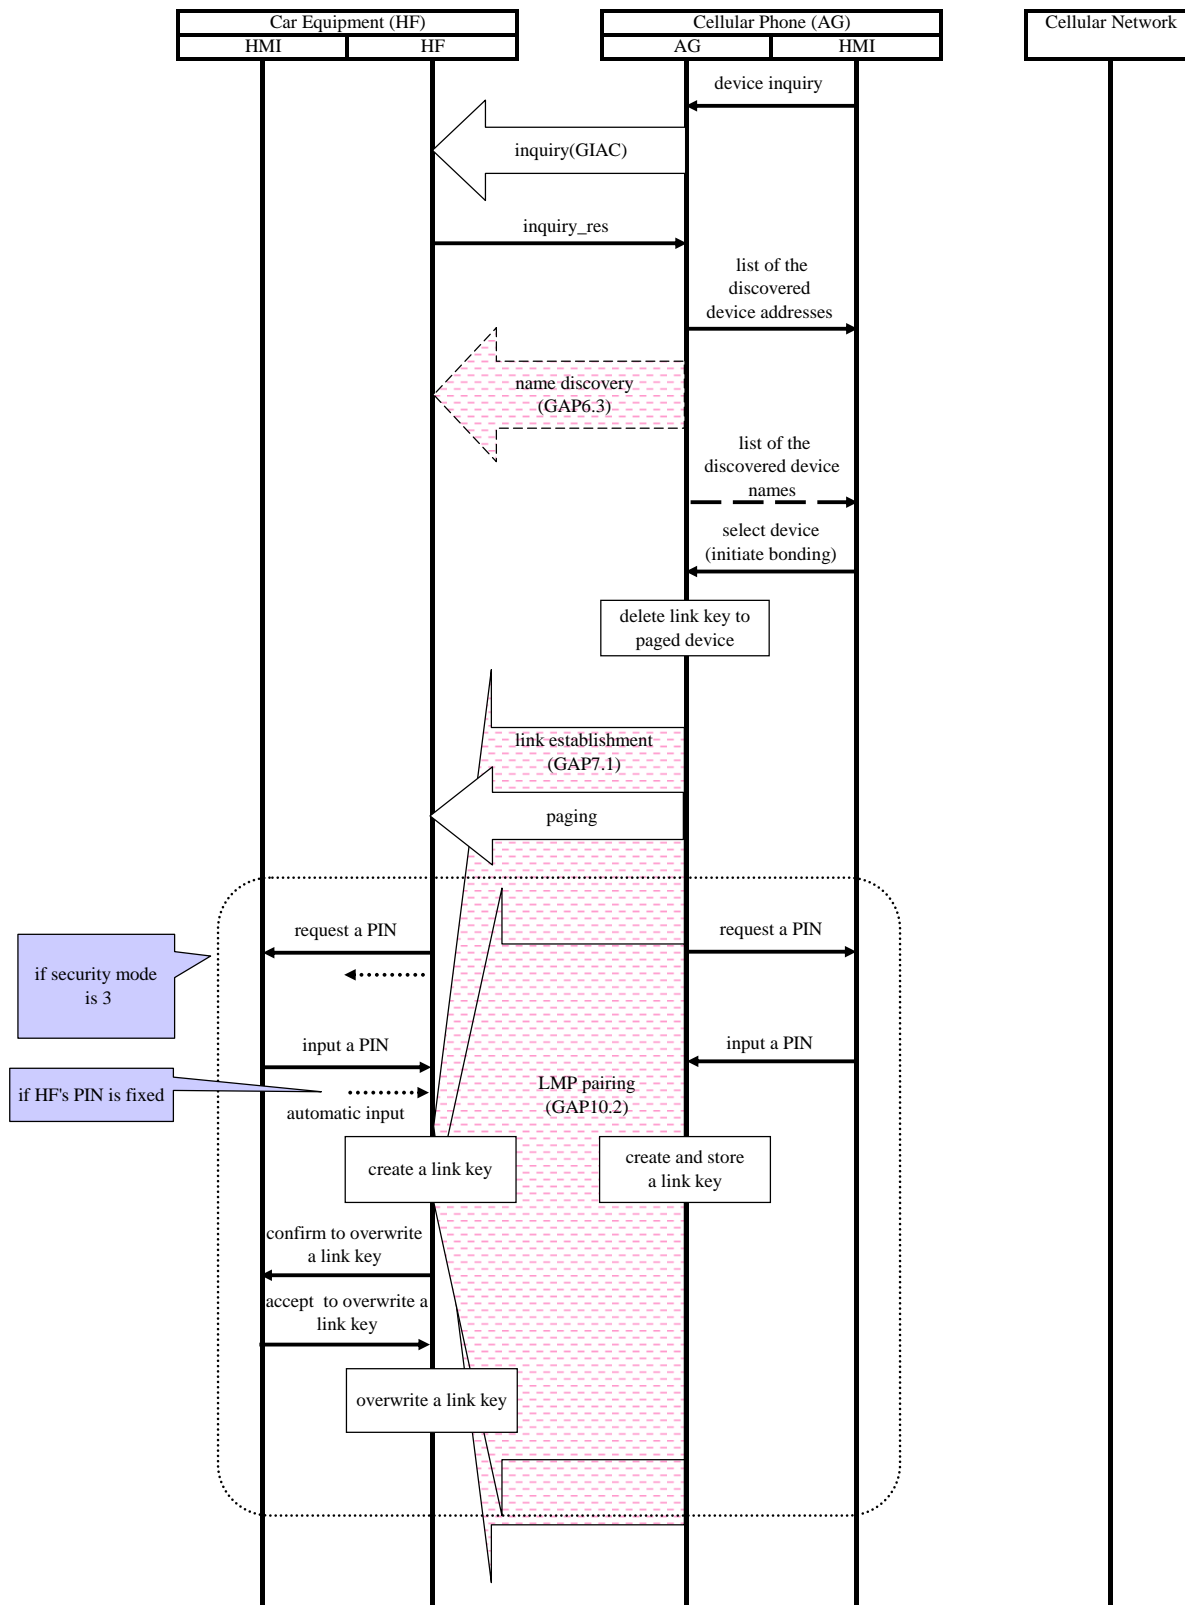 Car Equipment (HF)
Cellular Phone (AG)
Cellular Network
HMI
HF
AG
HMI
device inquiry
inquiry(GIAC)
inquiry_res
list of the
discovered
device addresses
name discovery
(GAP6.3)
list of the
discovered device
names
select device
(initiate bonding)
delete link key to
paged device
link establishment
(GAP7.1)
paging
request a PIN
request a PIN
if security mode
is 3
input a PIN
input a PIN
if HF's PIN is fixed
automatic input
LMP pairing
(GAP10.2)
create a link key
create and store
a link key
confirm to overwrite
a link key
accept to overwrite a
link key
overwrite a link key